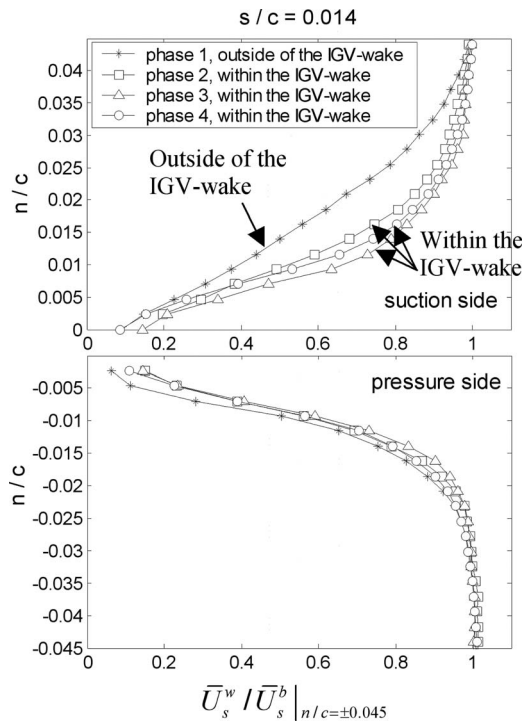 s / c = 0.014
0.04
0.035
0.03
0.025
0.02
0.015
0.01
0.005
0
n / c
phase 1, outside of the IGV-wake
phase 2, within the IGV-wake
phase 3, within the IGV-wake
phase 4, within the IGV-wake
Outside of the
IGV-wake
Within the
IGV-wake
suction side
0 0.2 0.4 0.6 0.8 1
pressure side
-0.005
-0.01
-0.015
-0.02
-0.025
-0.03
-0.035
-0.04
-0.045
n / c
0 0.2 0.4 0.6 0.8 1
U̅_s^w / U̅_s^b |_{n/c=±0.045}